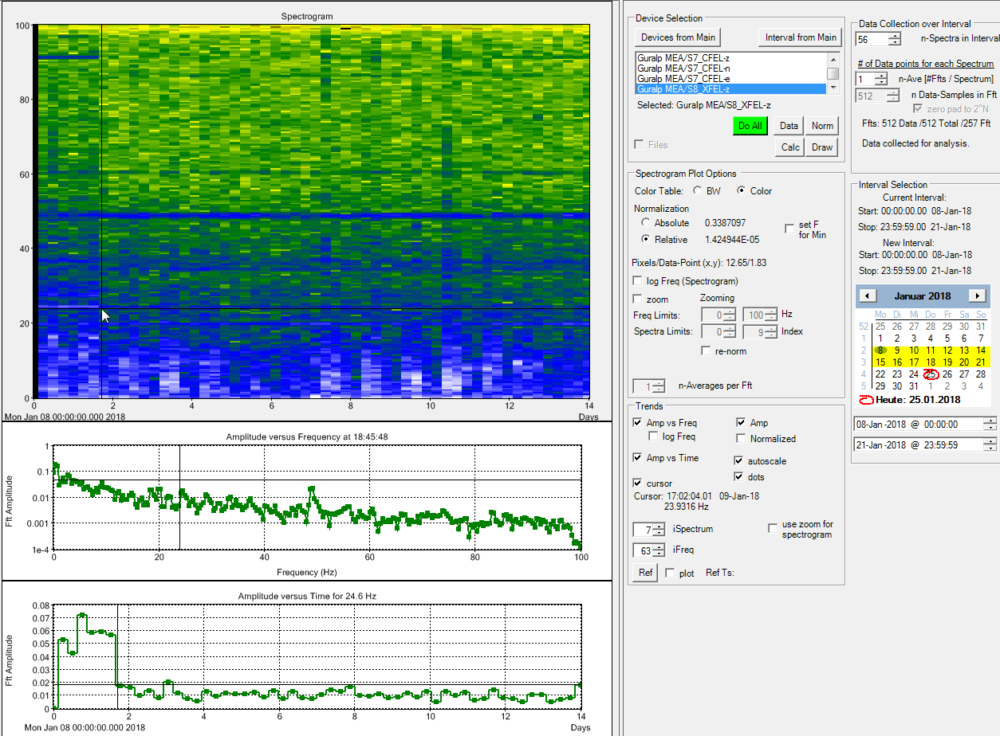 Spectrogram
100
80
60
40
20
0
0 2 4 6 8 10 12 14
Mon Jan 08 00:00:00.000 2018 Days
Amplitude versus Frequency at 18:45:48
Fft Amplitude
1
0.1
0.01
0.001
1e-4
0 20 40 60 80 100
Frequency (Hz)
Amplitude versus Time for 24.6 Hz
Fft Amplitude
0.08
0.07
0.06
0.05
0.04
0.03
0.02
0.01
0
0 2 4 6 8 10 12 14
Mon Jan 08 00:00:00.000 2018 Days
Device Selection
Devices from Main Interval from Main
Guralp MEA/S7_CFEL-z
Guralp MEA/S7_CFEL-n
Guralp MEA/S7_CFEL-e
Guralp MEA/S8_XFEL-z
Selected: Guralp MEA/S8_XFEL-z
Do All Data Norm
Files Calc Draw
Spectrogram Plot Options
Color Table: BW Color
Normalization
Absolute 0.3387097
Relative 1.424944E-05
set F
for Min
Pixels/Data-Point (x,y): 12.65/1.83
log Freq (Spectrogram)
zoom Zooming
Freq Limits: 0 100 Hz
Spectra Limits: 0 9 Index
re-norm
1 n-Averages per Fft
Trends
Amp vs Freq Amp
log Freq Normalized
Amp vs Time autoscale
dots
cursor
Cursor: 17:02:04.01 09-Jan-18
23.9316 Hz
7 iSpectrum
use zoom for
spectrogram
63 iFreq
Ref plot Ref Ts:
Data Collection over Interval
56 n-Spectra in Interval
# of Data points for each Spectrum
1 n-Ave [#Ffts / Spectrum]
512 n Data-Samples in Fft
zero pad to 2^N
Ffts: 512 Data /512 Total /257 Fft
Data collected for analysis.
Interval Selection
Current Interval:
Start: 00:00:00.00 08-Jan-18
Stop: 23:59:59.00 21-Jan-18
New Interval:
Start: 00:00:00.00 08-Jan-18
Stop: 23:59:59.00 21-Jan-18
Januar 2018
Mo Di Mi Do Fr Sa So
52 25 26 27 28 29 30 31
1 1 2 3 4 5 6 7
2 8 9 10 11 12 13 14
3 15 16 17 18 19 20 21
4 22 23 24 25 26 27 28
5 29 30 31 1 2 3 4
Heute: 25.01.2018
08-Jan -2018 @ 00:00:00
21-Jan -2018 @ 23:59:59